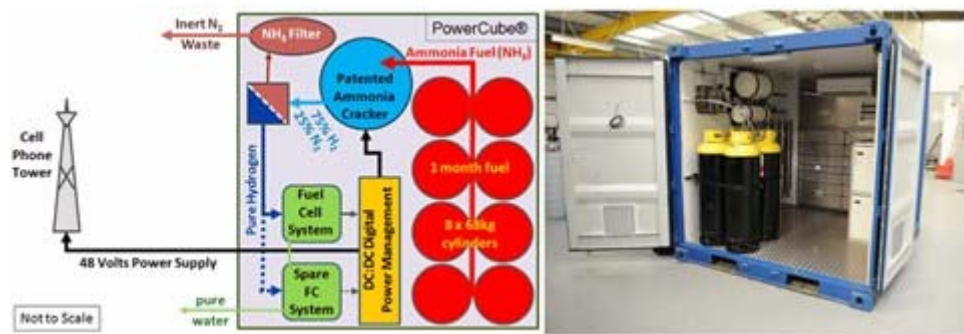 PowerCube®
Inert N₂
Waste
NH₃ Filter
Ammonia Fuel (NH₃)
Patented
Ammonia
Cracker
75% H₂
25% N₂
Cell
Phone
Tower
1 month fuel
Pure Hydrogen
Fuel
Cell
System
8 x 68kg
cylinders
DC:DC Digital
Power Management
48 Volts Power Supply
Spare
FC
System
pure
water
Not to Scale